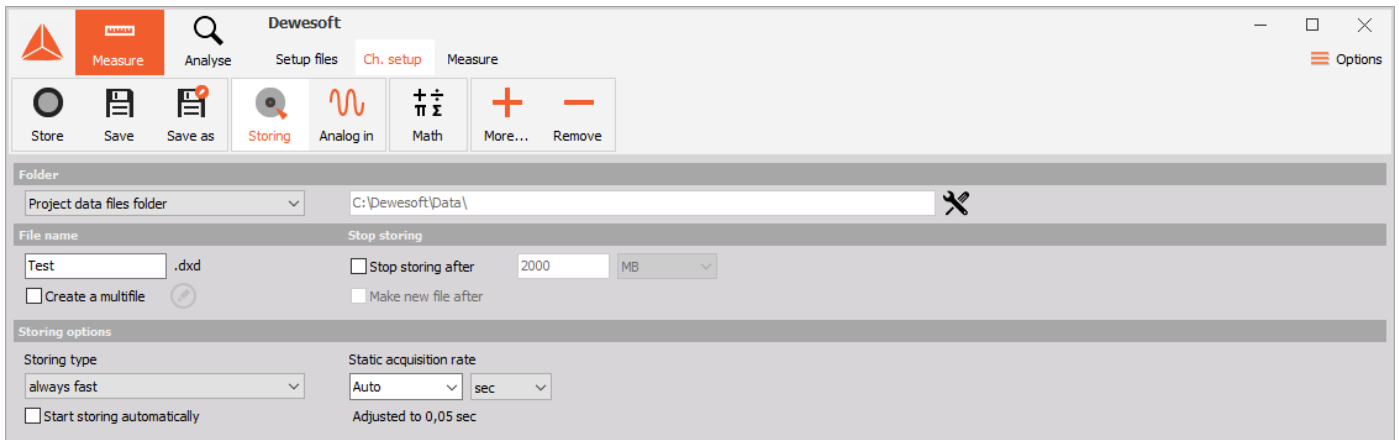 Dewesoft
Measure Analyse Setup files Ch. setup Measure Options
Store Save Save as Storing Analog in Math More... Remove
Folder
Project data files folder C:\Dewesoft\Data\
File name Stop storing
Test .dxd Stop storing after 2000 MB
Create a multifile Make new file after
Storing options
Storing type Static acquisition rate
always fast Auto sec
Start storing automatically Adjusted to 0,05 sec